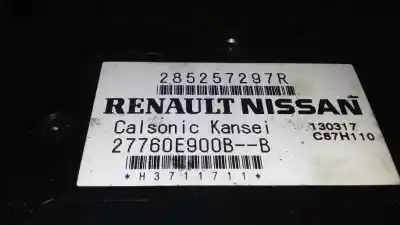 285257297R
RENAULT NISSAN
Calsonic Kansei
130317
27760E900B--B
C87H110
*H3711711*